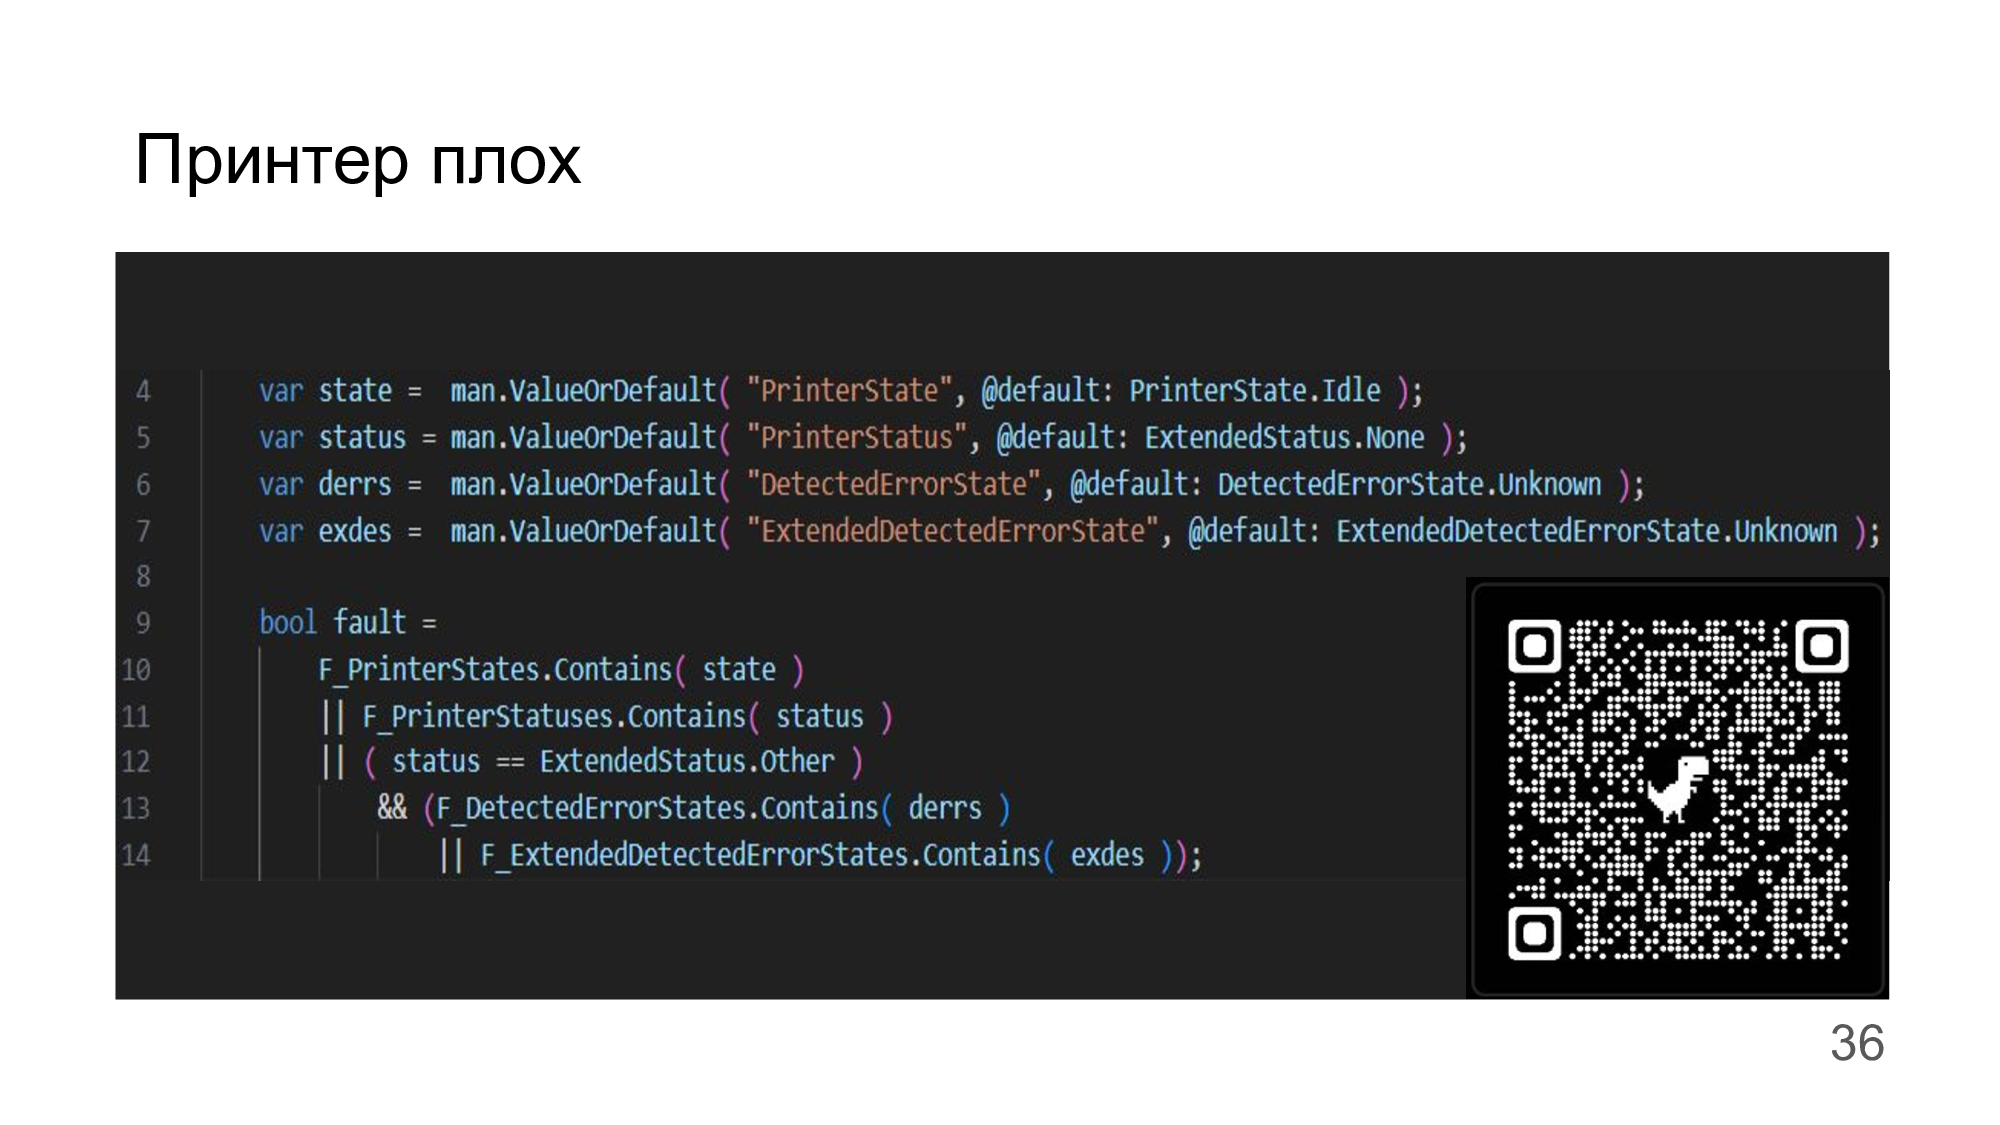 Принтер плох
4 var state =  man.ValueOrDefault( "PrinterState", @default: PrinterState.Idle );
5 var status = man.ValueOrDefault( "PrinterStatus", @default: ExtendedStatus.None );
6 var derrs =  man.ValueOrDefault( "DetectedErrorState", @default: DetectedErrorState.Unknown );
7 var exdes =  man.ValueOrDefault( "ExtendedDetectedErrorState", @default: ExtendedDetectedErrorState.Unknown );
8
9 bool fault =
10 F_PrinterStates.Contains( state )
11 || F_PrinterStatuses.Contains( status )
12 || ( status == ExtendedStatus.Other )
13 && (F_DetectedErrorStates.Contains( derrs )
14 || F_ExtendedDetectedErrorStates.Contains( exdes ));
36